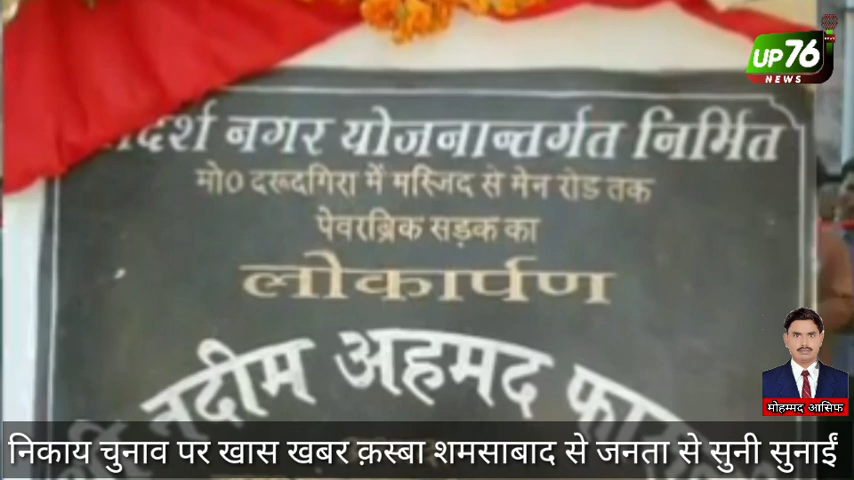 UP76
NEWS
नगर योजनान्तर्गत निर्मित
मो0 दरूदगिरा में मस्जिद से मेन रोड तक
पेवरब्रिक सड़क का
लोकार्पण
नदीम अहमद
मोहम्मद आसिफ
निकाय चुनाव पर खास खबर क़स्बा शमसाबाद से जनता से सुनी सुनाईं